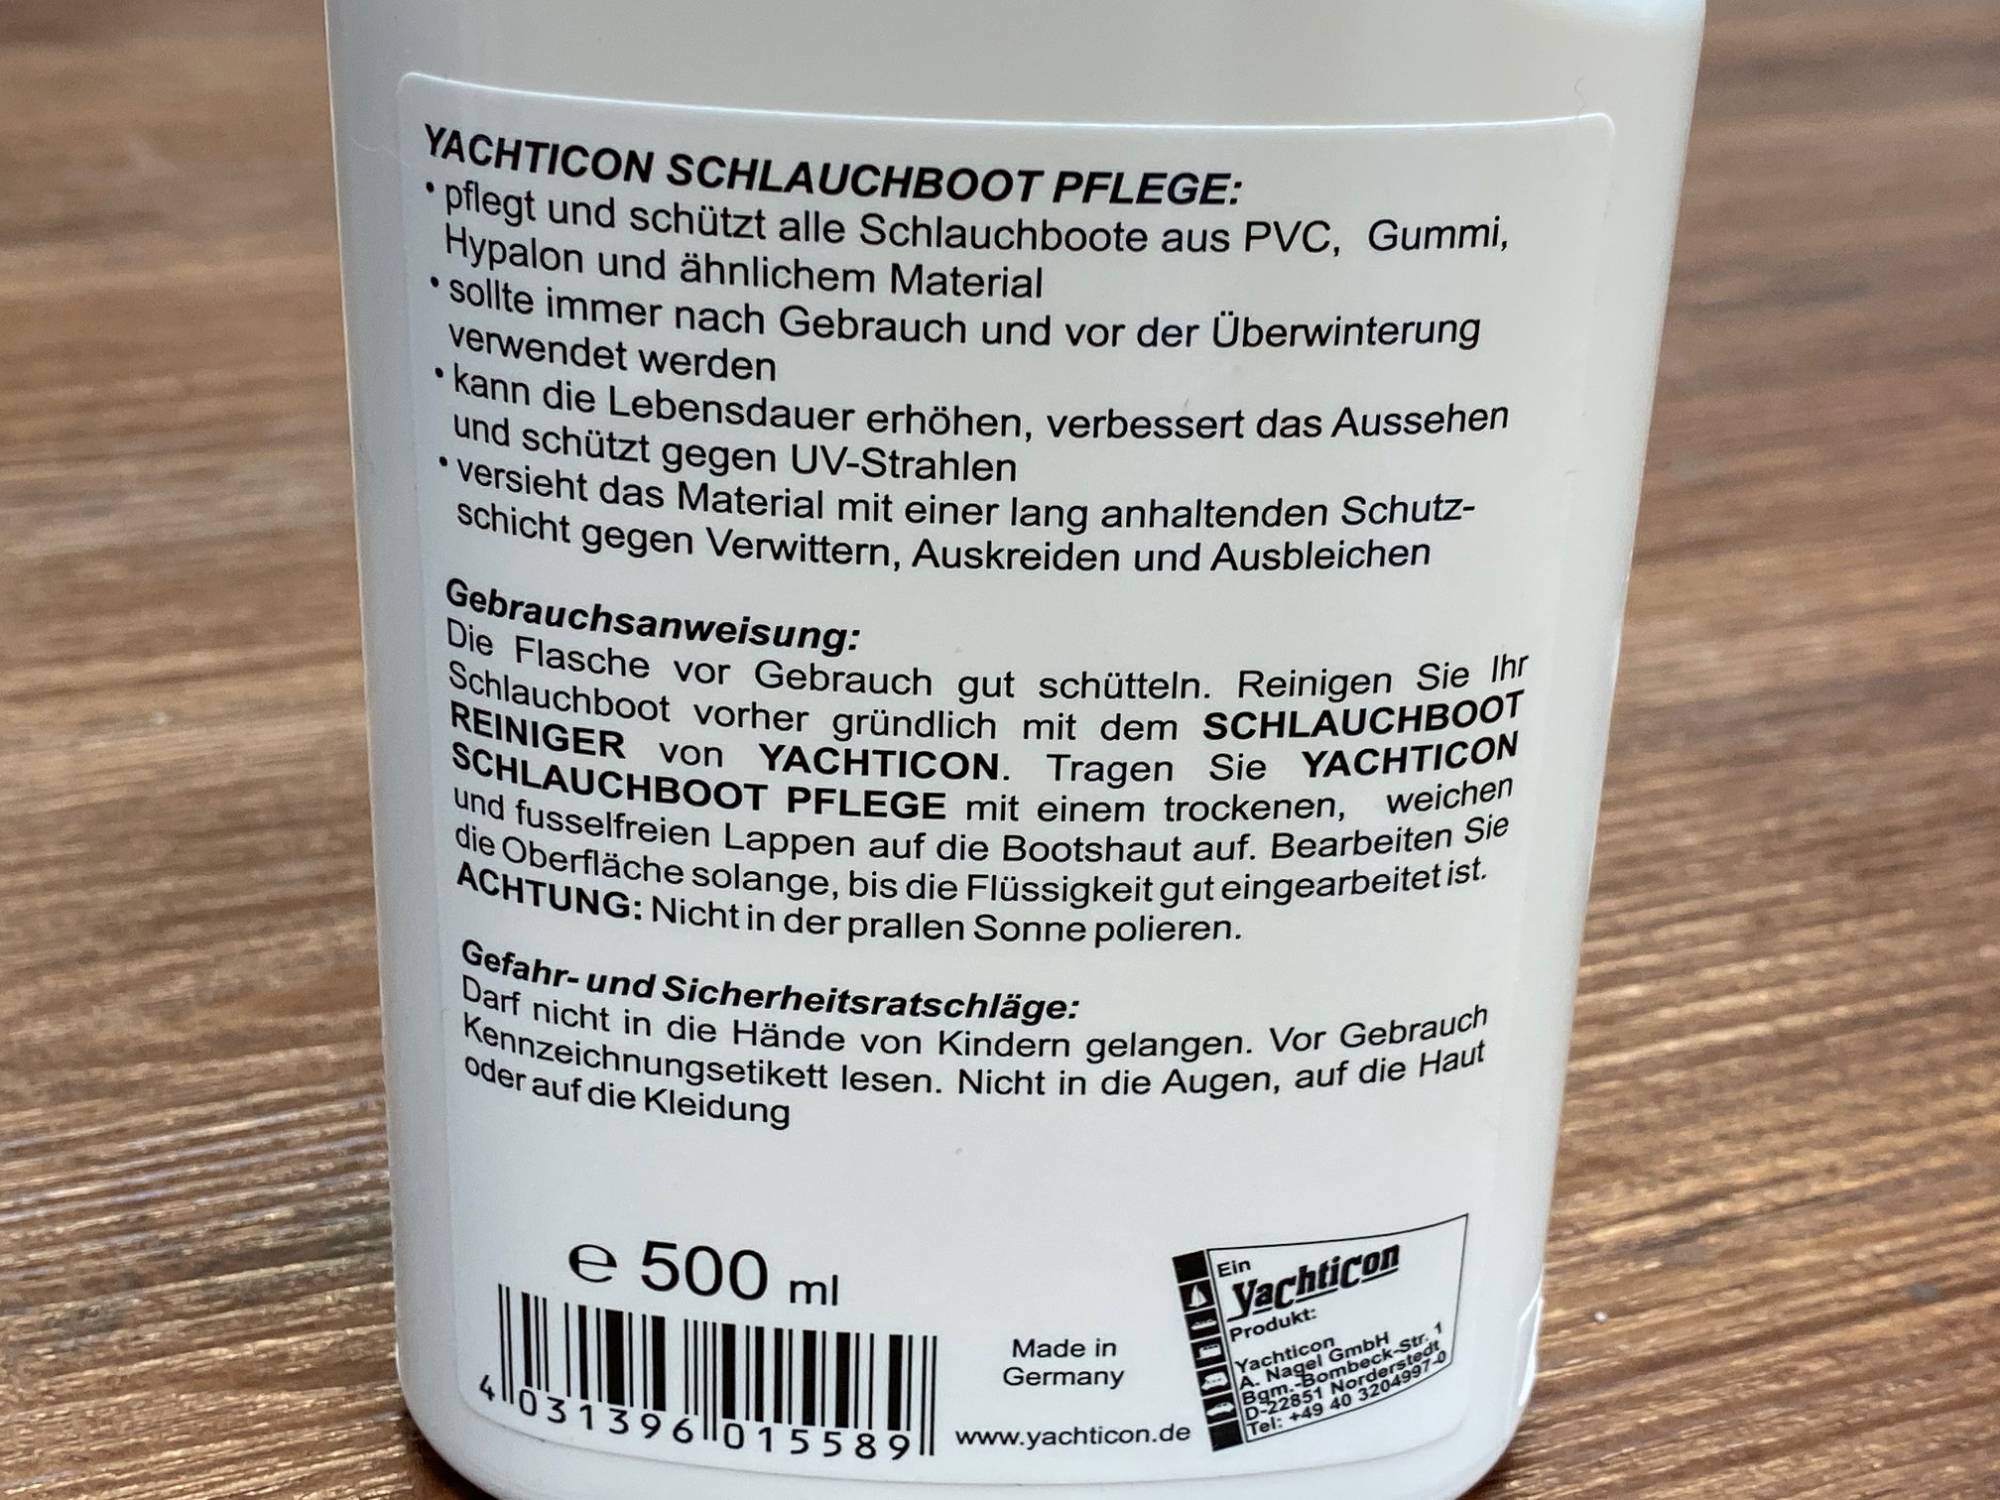 YACHTICON SCHLAUCHBOOT PFLEGE:
• pflegt und schützt alle Schlauchboote aus PVC, Gummi,
Hypalon und ähnlichem Material
• sollte immer nach Gebrauch und vor der Überwinterung
verwendet werden
• kann die Lebensdauer erhöhen, verbessert das Aussehen
und schützt gegen UV-Strahlen
• versieht das Material mit einer lang anhaltenden Schutz-
schicht gegen Verwittern, Auskreiden und Ausbleichen
Gebrauchsanweisung:
Die Flasche vor Gebrauch gut schütteln. Reinigen Sie Ihr
Schlauchboot vorher gründlich mit dem SCHLAUCHBOOT
REINIGER von YACHTICON. Tragen Sie YACHTICON
SCHLAUCHBOOT PFLEGE mit einem trockenen, weichen
und fusselfreien Lappen auf die Bootshaut auf. Bearbeiten Sie
die Oberfläche solange, bis die Flüssigkeit gut eingearbeitet ist.
ACHTUNG: Nicht in der prallen Sonne polieren.
Gefahr- und Sicherheitsratschläge:
Darf nicht in die Hände von Kindern gelangen. Vor Gebrauch
Kennzeichnungsetikett lesen. Nicht in die Augen, auf die Haut
oder auf die Kleidung
e 500 ml
4 031396 015589
Made in
Germany
www.yachticon.de
Ein
Yachticon
Produkt:
Yachticon
A. Nagel GmbH
Bgm.-Bombeck-Str. 1
D-22851 Norderstedt
Tel: +49 40 3204997-0